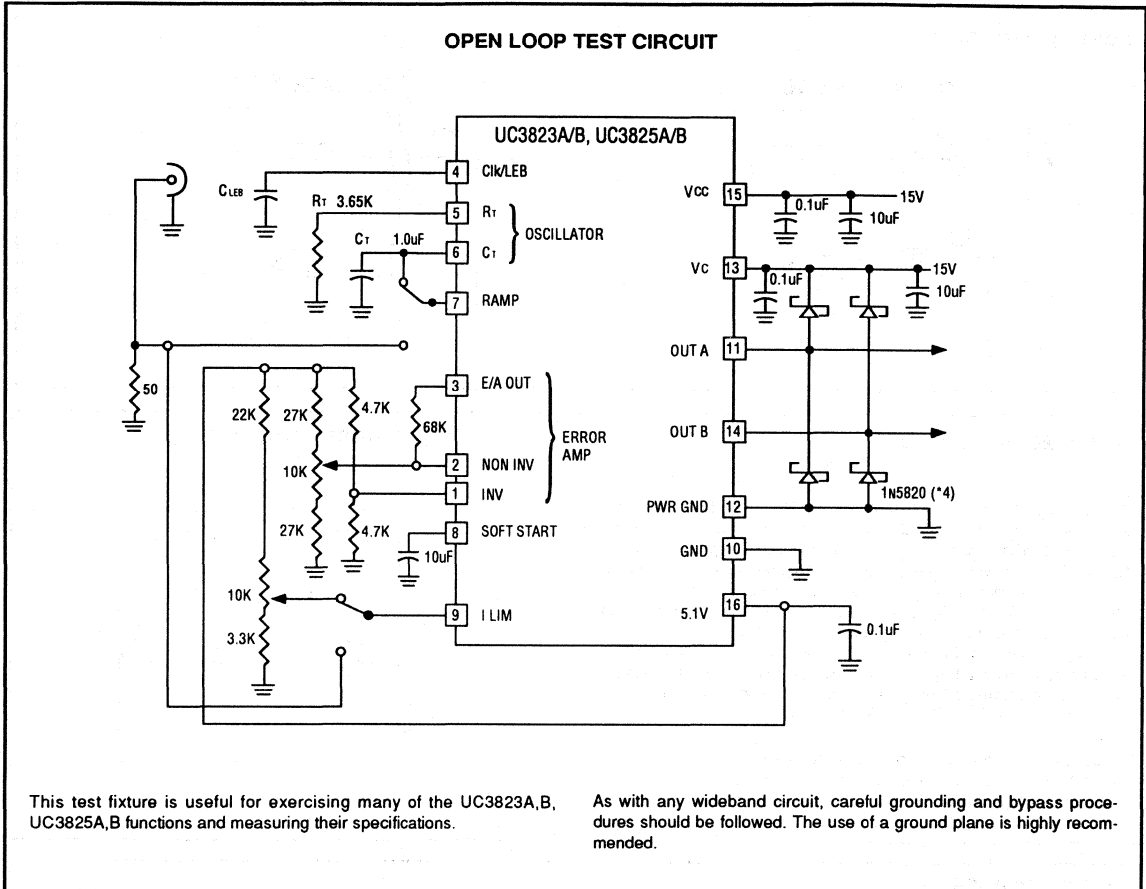 OPEN LOOP TEST CIRCUIT
UC3823A/B, UC3825A/B
CLEB
4 Clk/LEB
RT 3.65K
5 RT
OSCILLATOR
CT 1.0uF
6 CT
7 RAMP
50
22K
27K
4.7K
3 E/A OUT
68K
ERROR
AMP
10K
2 NON INV
1 INV
27K
4.7K
8 SOFT START
10uF
10K
9 I LIM
3.3K
VCC 15
0.1uF
10uF
15V
VC 13
0.1uF
15V
10uF
OUT A 11
OUT B 14
1N5820 (*4)
PWR GND 12
GND 10
5.1V 16
0.1uF
This test fixture is useful for exercising many of the UC3823A,B,
UC3825A,B functions and measuring their specifications.
As with any wideband circuit, careful grounding and bypass proce-
dures should be followed. The use of a ground plane is highly recom-
mended.